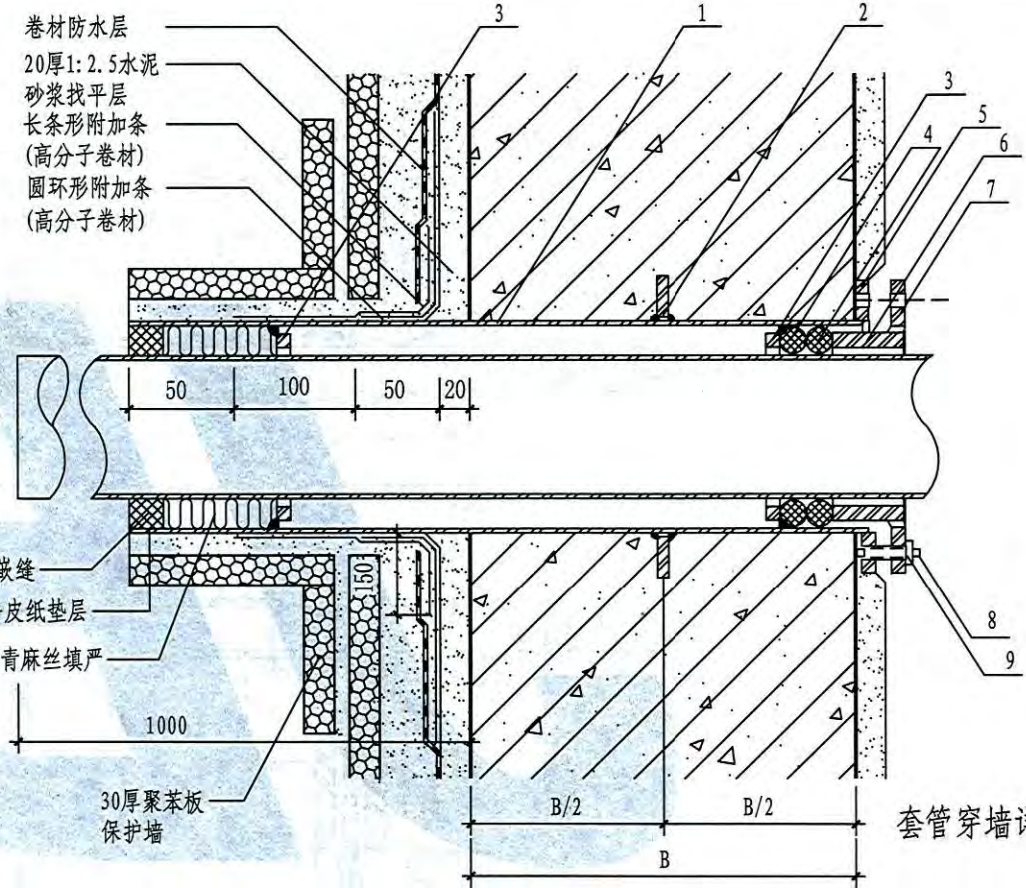 卷材防水层
20厚1:2.5水泥
砂浆找平层
长条形附加条
(高分子卷材)
圆环形附加条
(高分子卷材)
3
1
2
3
4
5
6
7
50
100
50
20
嵌缝
皮纸垫层
青麻丝填严
150
8
9
1000
30厚聚苯板
保护墙
B/2
B/2
B
套管穿墙